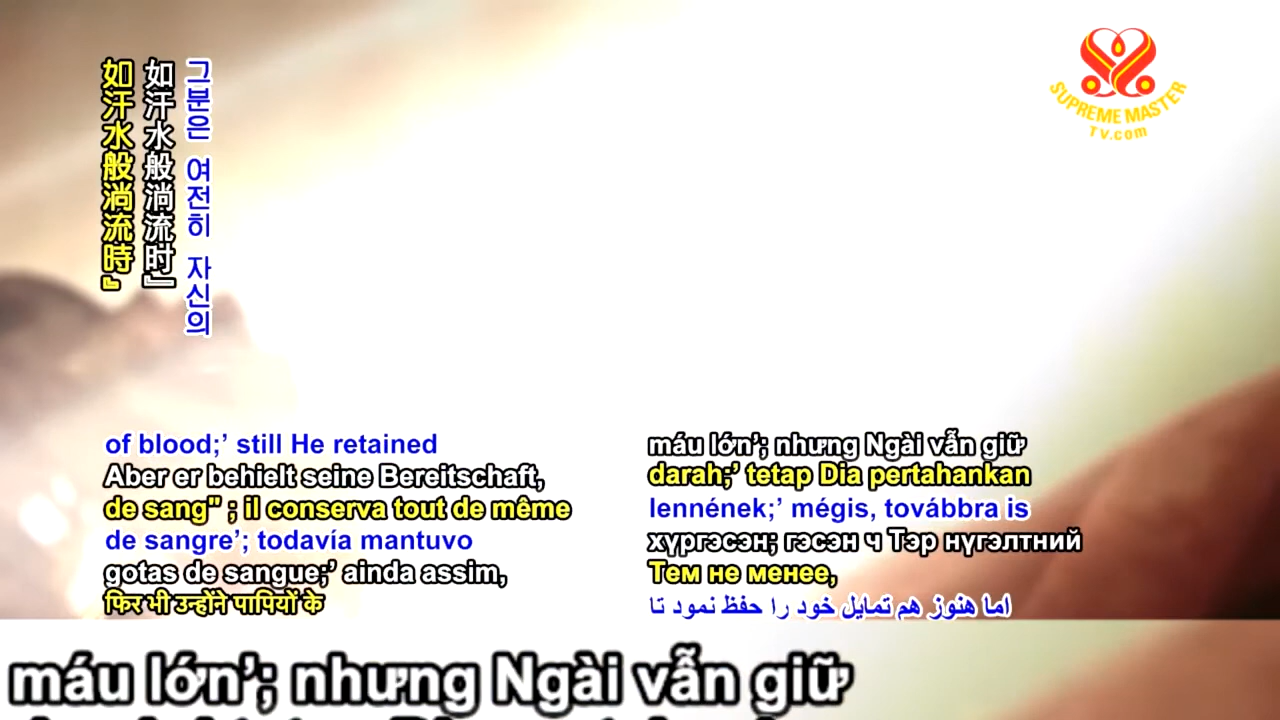 如汗水般淌流時』
如汗水般淌流时』
그분은 여전히 자신의
SUPREME MASTER
TV.com
of blood;’ still He retained
Aber er behielt seine Bereitschaft,
de sang" ; il conserva tout de même
de sangre’; todavía mantuvo
gotas de sangue;’ ainda assim,
फिर भी उन्होंने पापियों के
máu lớn’; nhưng Ngài vẫn giữ
darah;’ tetap Dia pertahankan
lennének;’ mégis, továbbra is
хүргэсэн; гэсэн ч Тэр нүгэлтний
Тем не менее,
اما هنوز هم تمایل خود را حفظ نمود تا
máu lớn’; nhưng Ngài vẫn giữ